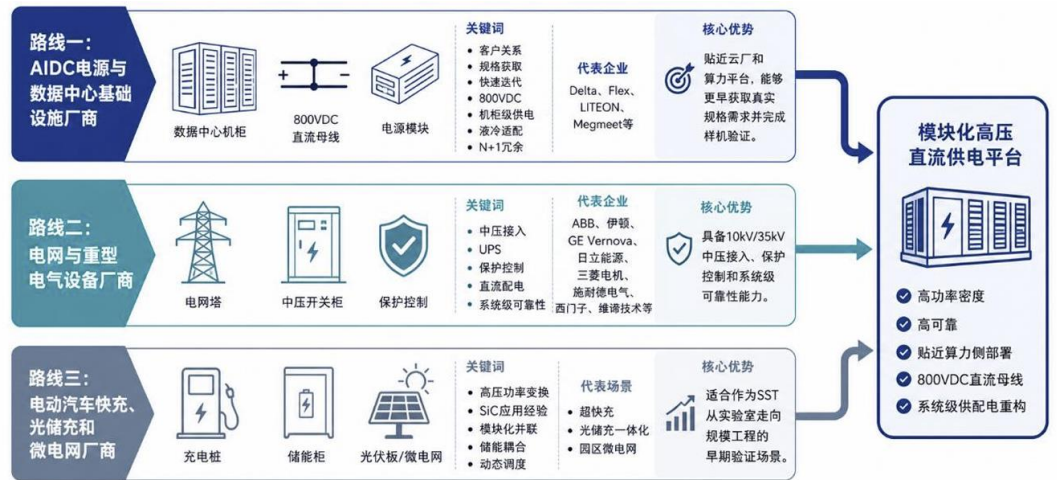 路线一：
AIDC电源与
数据中心基础
设施厂商
数据中心机柜
800VDC
直流母线
电源模块
关键词
• 客户关系
• 规格获取
• 快速迭代
• 800VDC
• 机柜级供电
• 液冷适配
• N+1冗余
代表企业
Delta、Flex、
LITEON、
Megmeet等
核心优势
贴近云厂和
算力平台，能够
更早获取真实
规格需求并完成
样机验证。
路线二：
电网与重型
电气设备厂商
电网塔
中压开关柜
保护控制
关键词
• 中压接入
• UPS
• 保护控制
• 直流配电
• 系统级可靠性
代表企业
ABB、伊顿、
GE Vernova、
日立能源、
三菱电机、
施耐德电气、
西门子、维谛技术等
核心优势
具备10kV/35kV
中压接入、保护
控制和系统级
可靠性能力。
路线三：
电动汽车快充、
光储充和
微电网厂商
充电桩
储能柜
光伏板/微电网
关键词
• 高压功率变换
• SiC应用经验
• 模块化并联
• 储能耦合
• 动态调度
代表场景
• 超快充
• 光储充一体化
• 园区微电网
核心优势
适合作为SST
从实验室走向
规模工程的
早期验证场景。
模块化高压
直流供电平台
高功率密度
高可靠
贴近算力侧部署
800VDC直流母线
系统级供配电重构